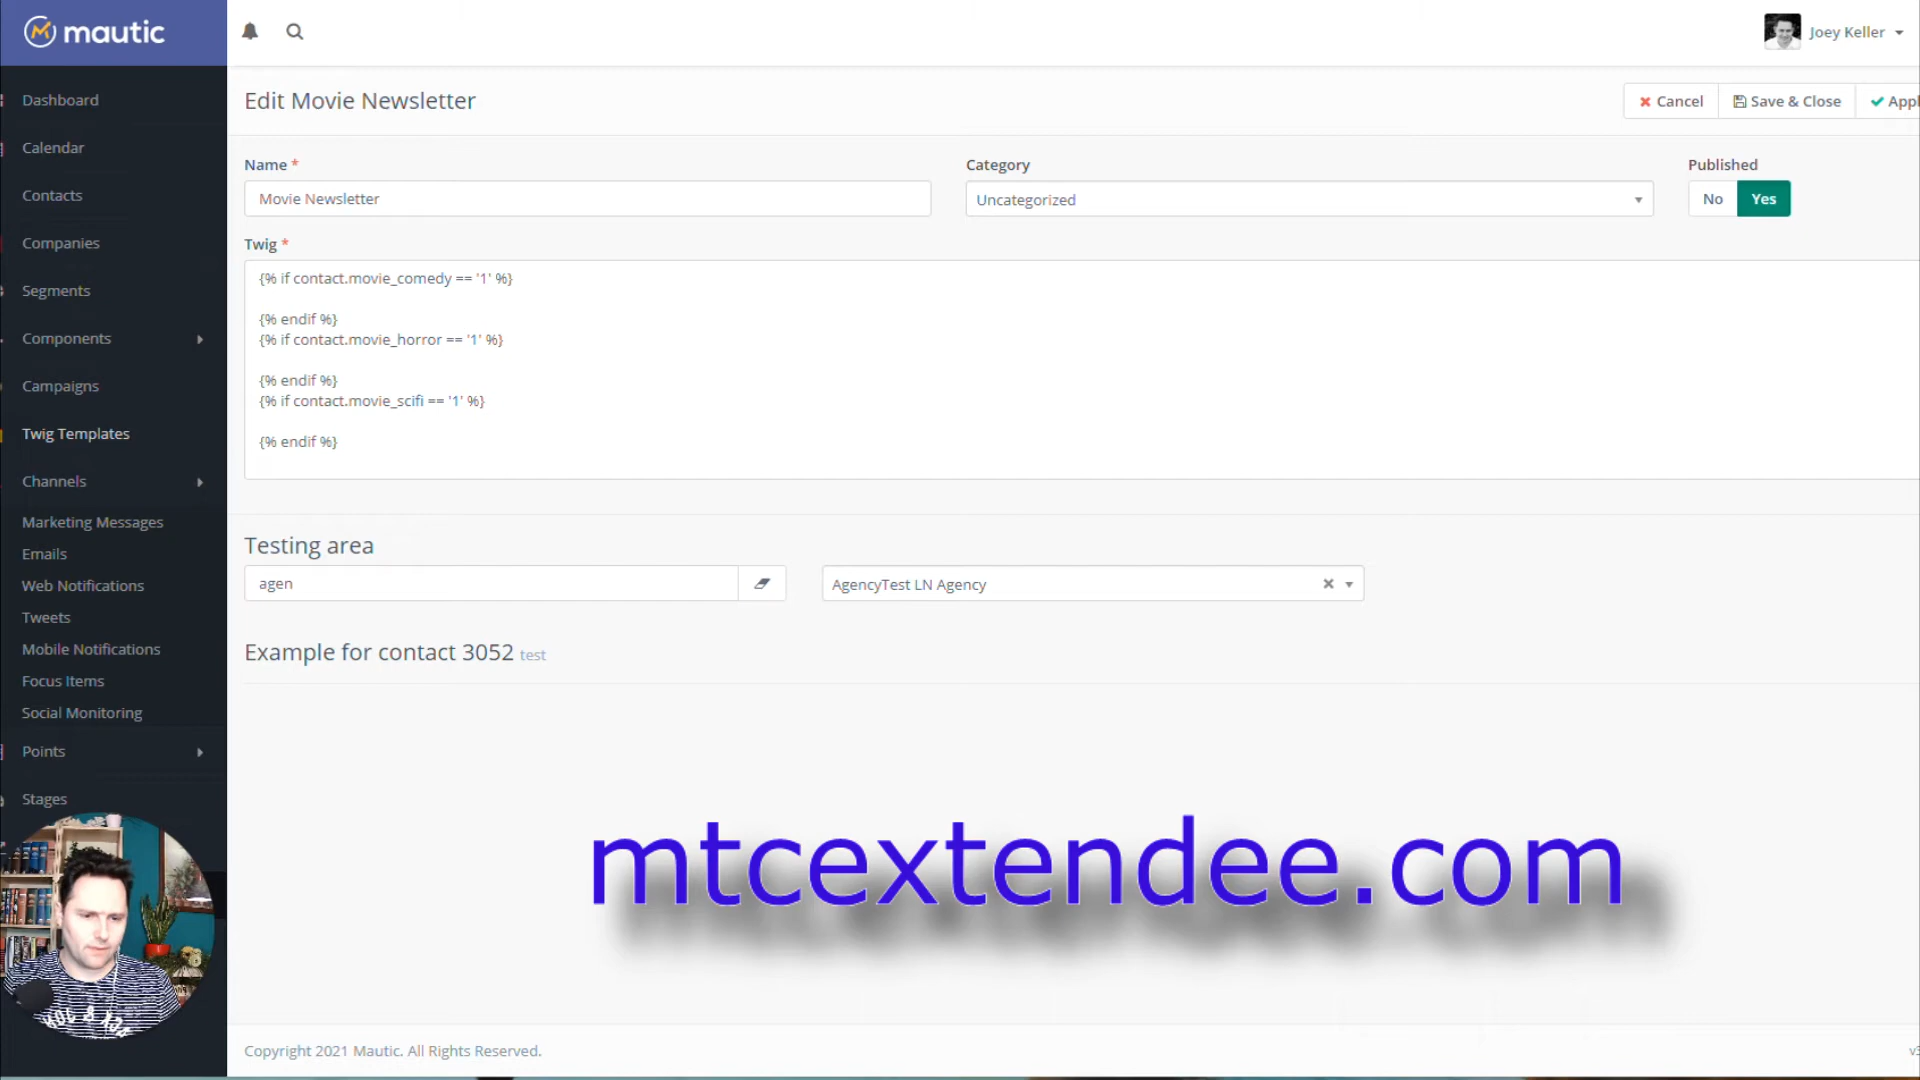 mautic
Joey Keller
Dashboard
Calendar
Contacts
Companies
Segments
Components
Campaigns
Twig Templates
Channels
Marketing Messages
Emails
Web Notifications
Tweets
Mobile Notifications
Focus Items
Social Monitoring
Points
Stages
Edit Movie Newsletter
Cancel
Save & Close
Appl
Name *
Category
Published
Movie Newsletter
Uncategorized
No
Yes
Twig *
{% if contact.movie_comedy == '1' %}
{% endif %}
{% if contact.movie_horror == '1' %}
{% endif %}
{% if contact.movie_scifi == '1' %}
{% endif %}
Testing area
agen
AgencyTest LN Agency
Example for contact 3052 test
mtcextendee.com
Copyright 2021 Mautic. All Rights Reserved.